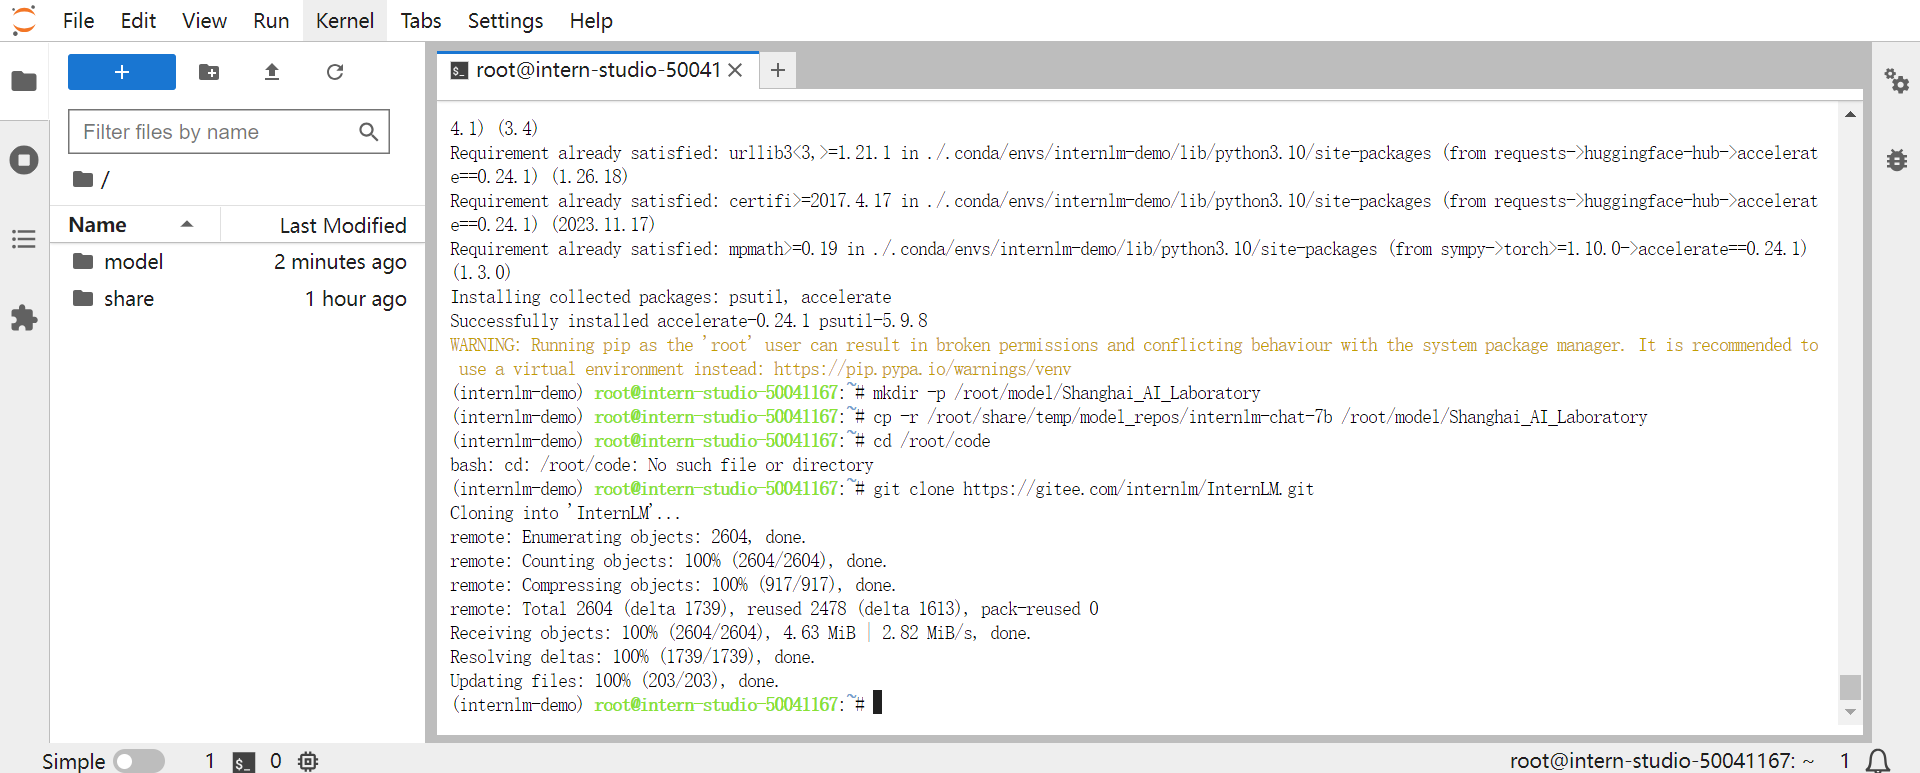 File Edit View Run Kernel Tabs Settings Help
+
Filter files by name
/
Name Last Modified
model 2 minutes ago
share 1 hour ago
$_ root@intern-studio-50041 × +
4.1) (3.4)
Requirement already satisfied: urllib3<3,>=1.21.1 in ./.conda/envs/internlm-demo/lib/python3.10/site-packages (from requests->huggingface-hub->accelerat
e==0.24.1) (1.26.18)
Requirement already satisfied: certifi>=2017.4.17 in ./.conda/envs/internlm-demo/lib/python3.10/site-packages (from requests->huggingface-hub->accelerat
e==0.24.1) (2023.11.17)
Requirement already satisfied: mpmath>=0.19 in ./.conda/envs/internlm-demo/lib/python3.10/site-packages (from sympy->torch>=1.10.0->accelerate==0.24.1)
(1.3.0)
Installing collected packages: psutil, accelerate
Successfully installed accelerate-0.24.1 psutil-5.9.8
WARNING: Running pip as the 'root' user can result in broken permissions and conflicting behaviour with the system package manager. It is recommended to
use a virtual environment instead: https://pip.pypa.io/warnings/venv
(internlm-demo) root@intern-studio-50041167:~# mkdir -p /root/model/Shanghai_AI_Laboratory
(internlm-demo) root@intern-studio-50041167:~# cp -r /root/share/temp/model_repos/internlm-chat-7b /root/model/Shanghai_AI_Laboratory
(internlm-demo) root@intern-studio-50041167:~# cd /root/code
bash: cd: /root/code: No such file or directory
(internlm-demo) root@intern-studio-50041167:~# git clone https://gitee.com/internlm/InternLM.git
Cloning into 'InternLM'...
remote: Enumerating objects: 2604, done.
remote: Counting objects: 100% (2604/2604), done.
remote: Compressing objects: 100% (917/917), done.
remote: Total 2604 (delta 1739), reused 2478 (delta 1613), pack-reused 0
Receiving objects: 100% (2604/2604), 4.63 MiB | 2.82 MiB/s, done.
Resolving deltas: 100% (1739/1739), done.
Updating files: 100% (203/203), done.
(internlm-demo) root@intern-studio-50041167:~#
Simple 1 $_ 0 root@intern-studio-50041167: ~ 1